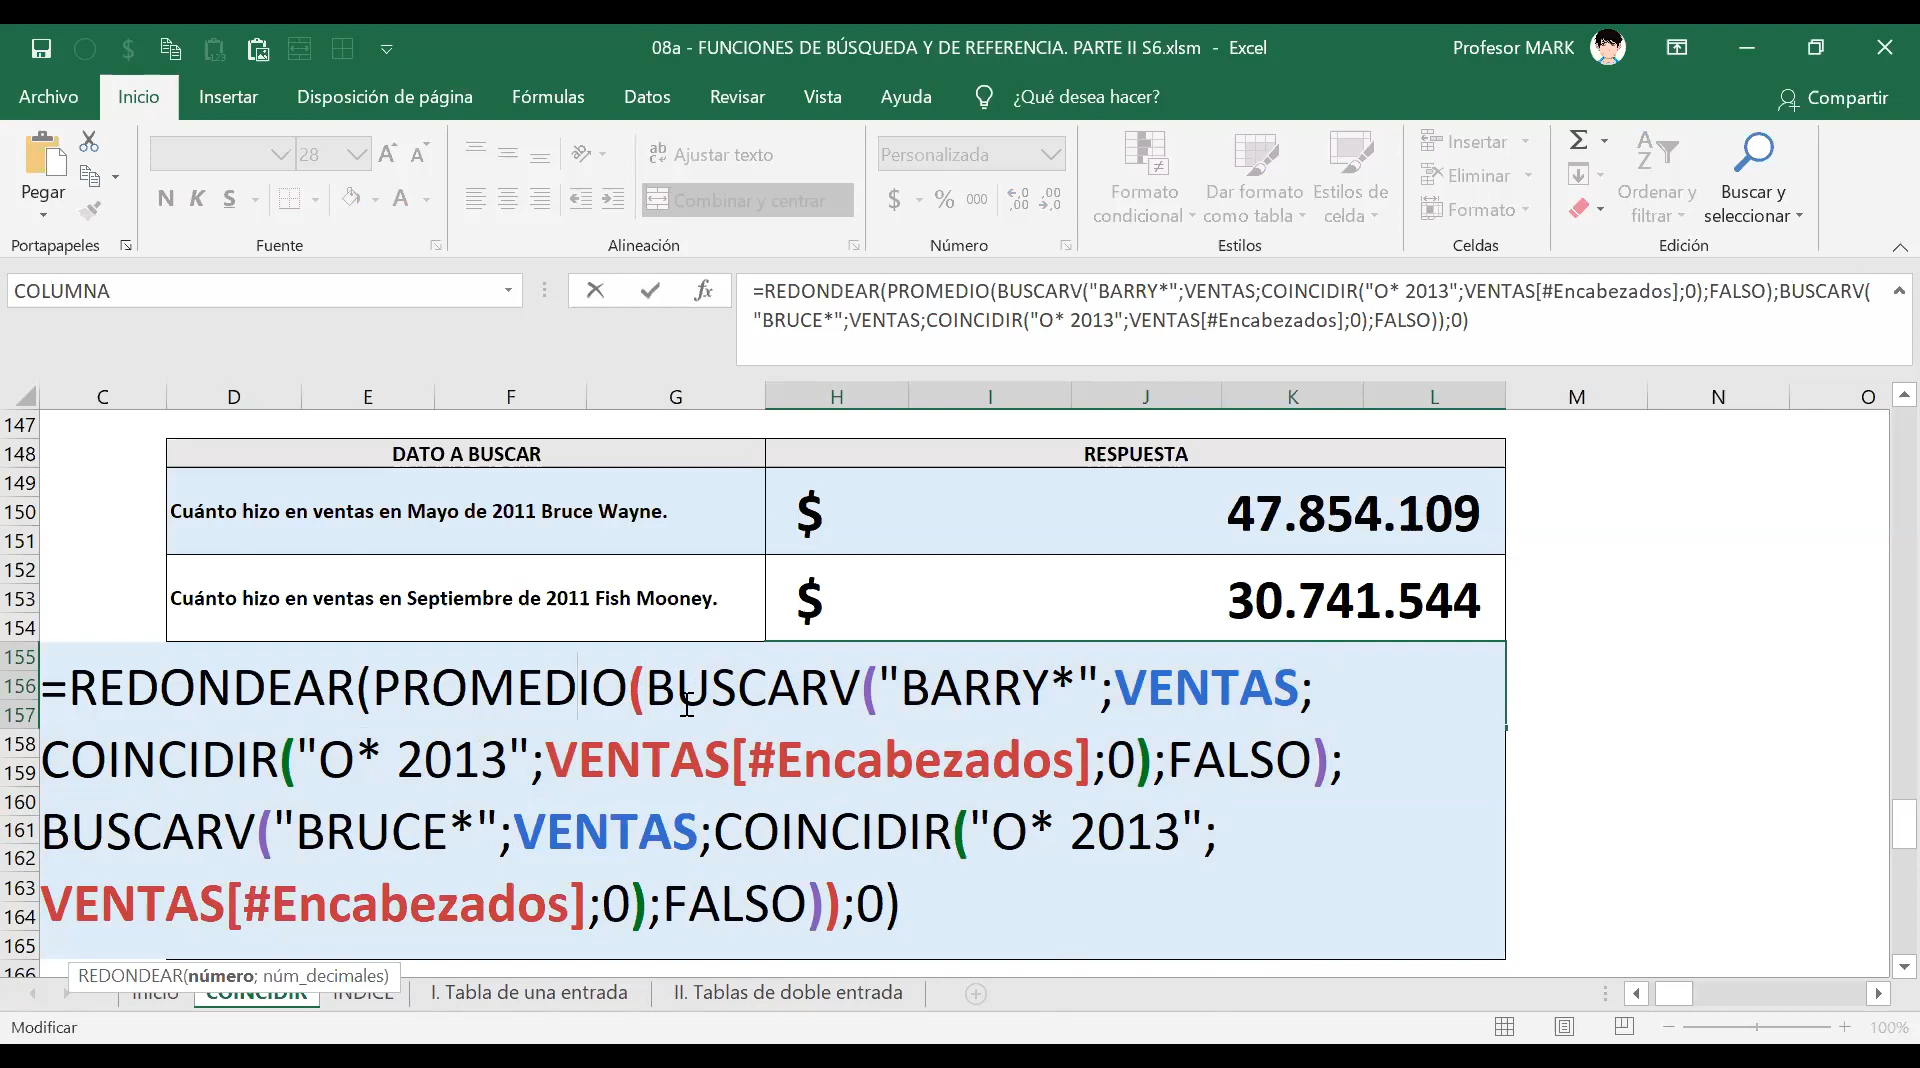 08a - FUNCIONES DE BÚSQUEDA Y DE REFERENCIA. PARTE II S6.xlsm - Excel
Profesor MARK
Archivo Inicio Insertar Disposición de página Fórmulas Datos Revisar Vista Ayuda ¿Qué desea hacer? Compartir
Pegar
28
N K S
Ajustar texto
Combinar y centrar
Personalizada
$ % 000
Formato condicional
Dar formato como tabla
Estilos de celda
Insertar
Eliminar
Formato
Ordenar y filtrar
Buscar y seleccionar
Portapapeles Fuente Alineación Número Estilos Celdas Edición
COLUMNA
fx
=REDONDEAR(PROMEDIO(BUSCARV("BARRY*";VENTAS;COINCIDIR("O* 2013";VENTAS[#Encabezados];0);FALSO);BUSCARV(
"BRUCE*";VENTAS;COINCIDIR("O* 2013";VENTAS[#Encabezados];0);FALSO));0)
C D E F G H I J K L M N O
147
148
149
150
151
152
153
154
155
156
157
158
159
160
161
162
163
164
165
166
DATO A BUSCAR RESPUESTA
Cuánto hizo en ventas en Mayo de 2011 Bruce Wayne. $ 47.854.109
Cuánto hizo en ventas en Septiembre de 2011 Fish Mooney. $ 30.741.544
=REDONDEAR(PROMEDIO(BUSCARV("BARRY*";VENTAS;
COINCIDIR("O* 2013";VENTAS[#Encabezados];0);FALSO);
BUSCARV("BRUCE*";VENTAS;COINCIDIR("O* 2013";
VENTAS[#Encabezados];0);FALSO));0)
REDONDEAR(número; núm_decimales)
Inicio COINCIDIR INDICE I. Tabla de una entrada II. Tablas de doble entrada
Modificar
100%